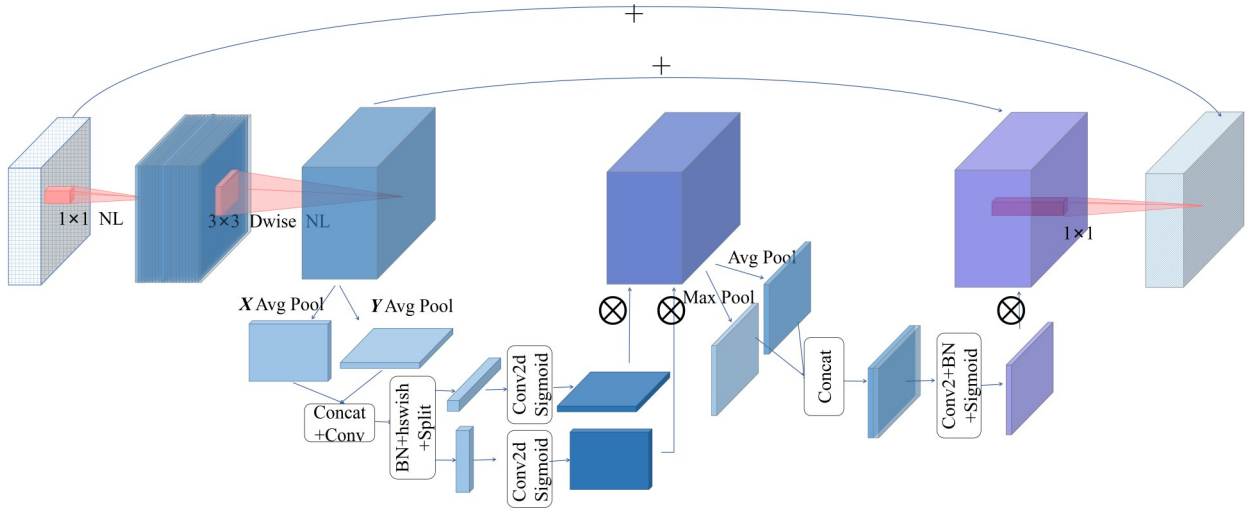 +
+
1×1 NL
3×3 Dwise NL
1×1
X Avg Pool
Y Avg Pool
Avg Pool
Max Pool
Concat
+Conv
BN+hswish
+Split
Conv2d
Sigmoid
Conv2d
Sigmoid
Concat
Conv2+BN
+Sigmoid